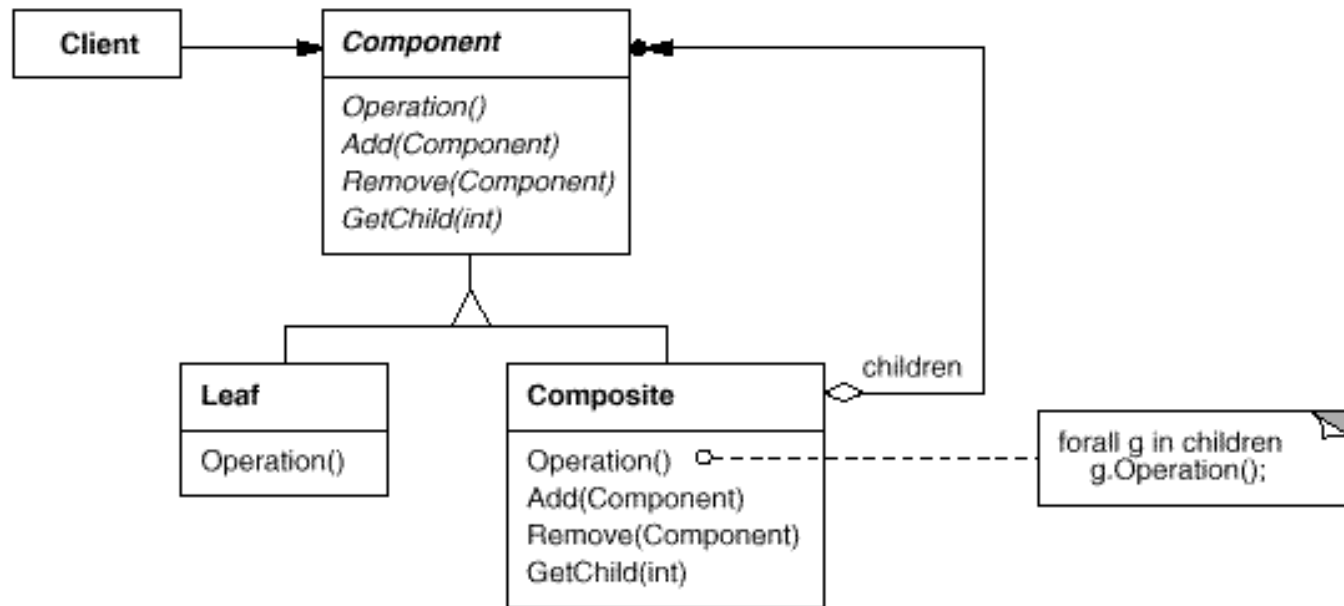 Client
Component
Operation()
Add(Component)
Remove(Component)
GetChild(int)
Leaf
Operation()
Composite
Operation()
Add(Component)
Remove(Component)
GetChild(int)
children
forall g in children
g.Operation();